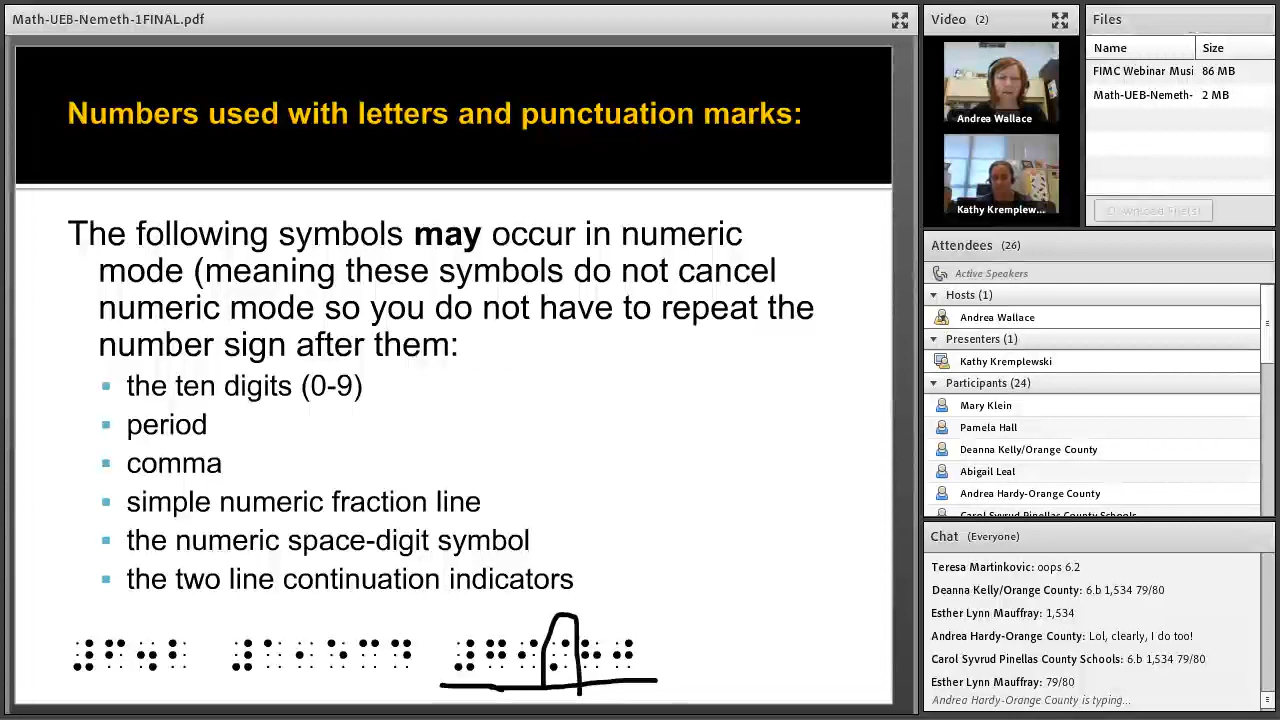 Math-UEB-Nemeth-1FINAL.pdf
Numbers used with letters and punctuation marks:
The following symbols may occur in numeric
mode (meaning these symbols do not cancel
numeric mode so you do not have to repeat the
number sign after them:
the ten digits (0-9)
period
comma
simple numeric fraction line
the numeric space-digit symbol
the two line continuation indicators
Video (2)
Andrea Wallace
Kathy Kremplew...
Files
Name Size
FIMC Webinar Musi 86 MB
Math-UEB-Nemeth- 2 MB
Download File(s)
Attendees (26)
Active Speakers
Hosts (1)
Andrea Wallace
Presenters (1)
Kathy Kremplewski
Participants (24)
Mary Klein
Pamela Hall
Deanna Kelly/Orange County
Abigail Leal
Andrea Hardy-Orange County
Carol Syvrud Pinellas County Schools
Chat (Everyone)
Teresa Martinkovic: oops 6.2
Deanna Kelly/Orange County: 6.b 1,534 79/80
Esther Lynn Mauffray: 1,534
Andrea Hardy-Orange County: Lol, clearly, I do too!
Carol Syvrud Pinellas County Schools: 6.b 1,534 79/80
Esther Lynn Mauffray: 79/80
Andrea Hardy-Orange County is typing...